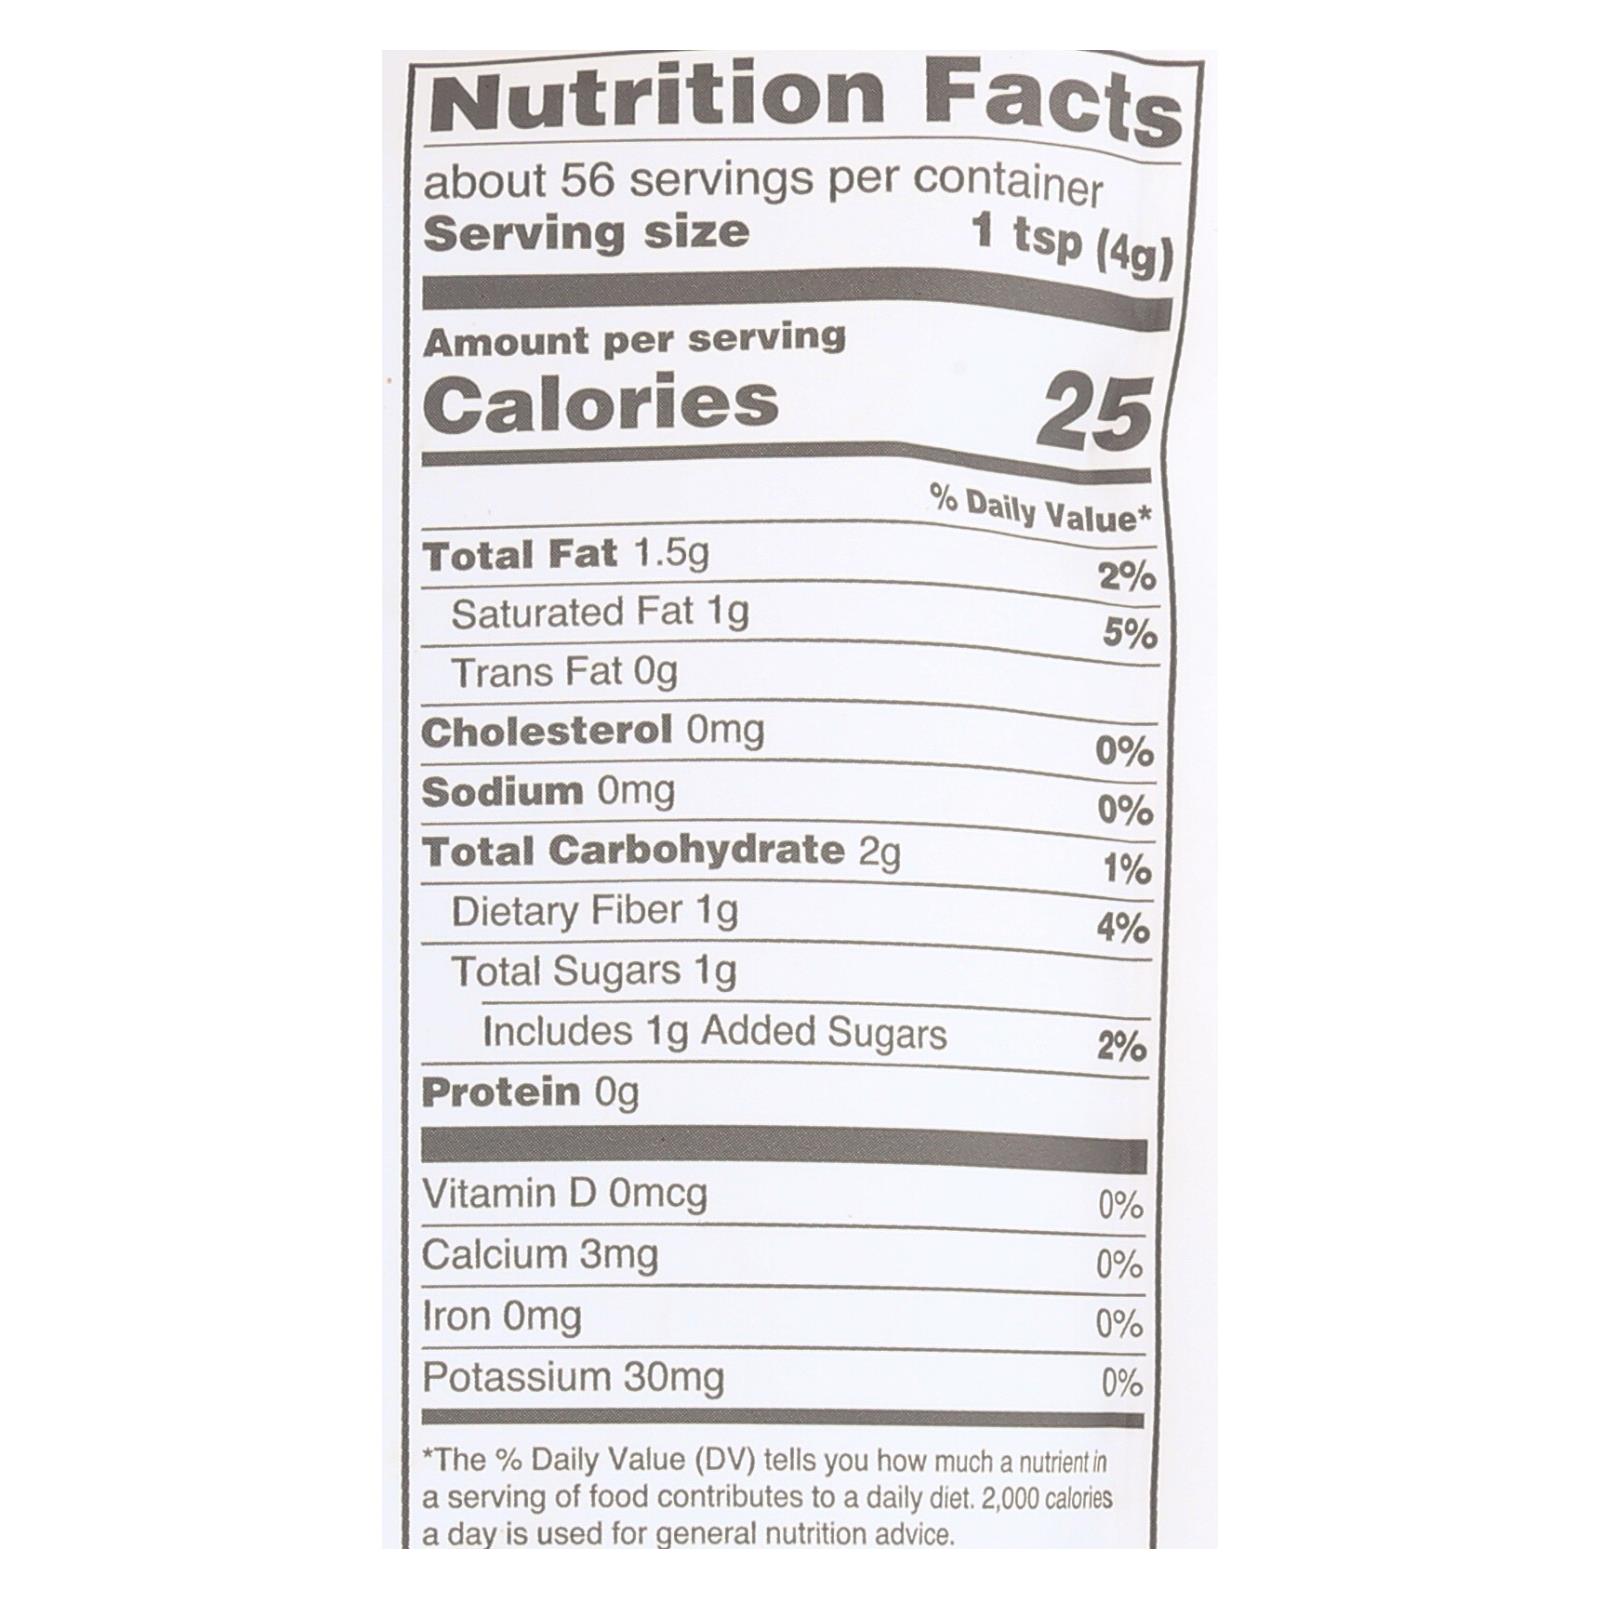 Nutrition Facts
about 56 servings per container
Serving size 1 tsp (4g)
Amount per serving
Calories 25
% Daily Value*
Total Fat 1.5g 2%
Saturated Fat 1g 5%
Trans Fat 0g
Cholesterol 0mg 0%
Sodium 0mg 0%
Total Carbohydrate 2g 1%
Dietary Fiber 1g 4%
Total Sugars 1g
Includes 1g Added Sugars 2%
Protein 0g
Vitamin D 0mcg 0%
Calcium 3mg 0%
Iron 0mg 0%
Potassium 30mg 0%
*The % Daily Value (DV) tells you how much a nutrient in
a serving of food contributes to a daily diet. 2,000 calories
a day is used for general nutrition advice.